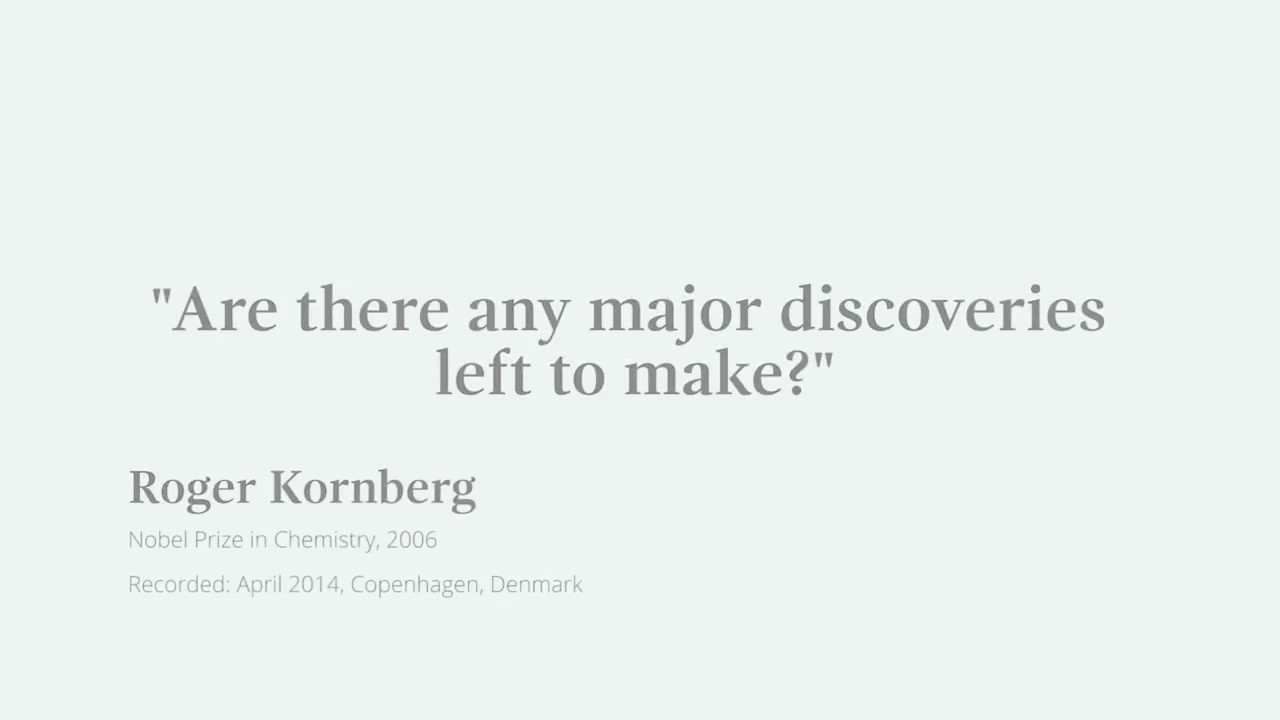 "Are there any major discoveries
left to make?"
Roger Kornberg
Nobel Prize in Chemistry, 2006
Recorded: April 2014, Copenhagen, Denmark